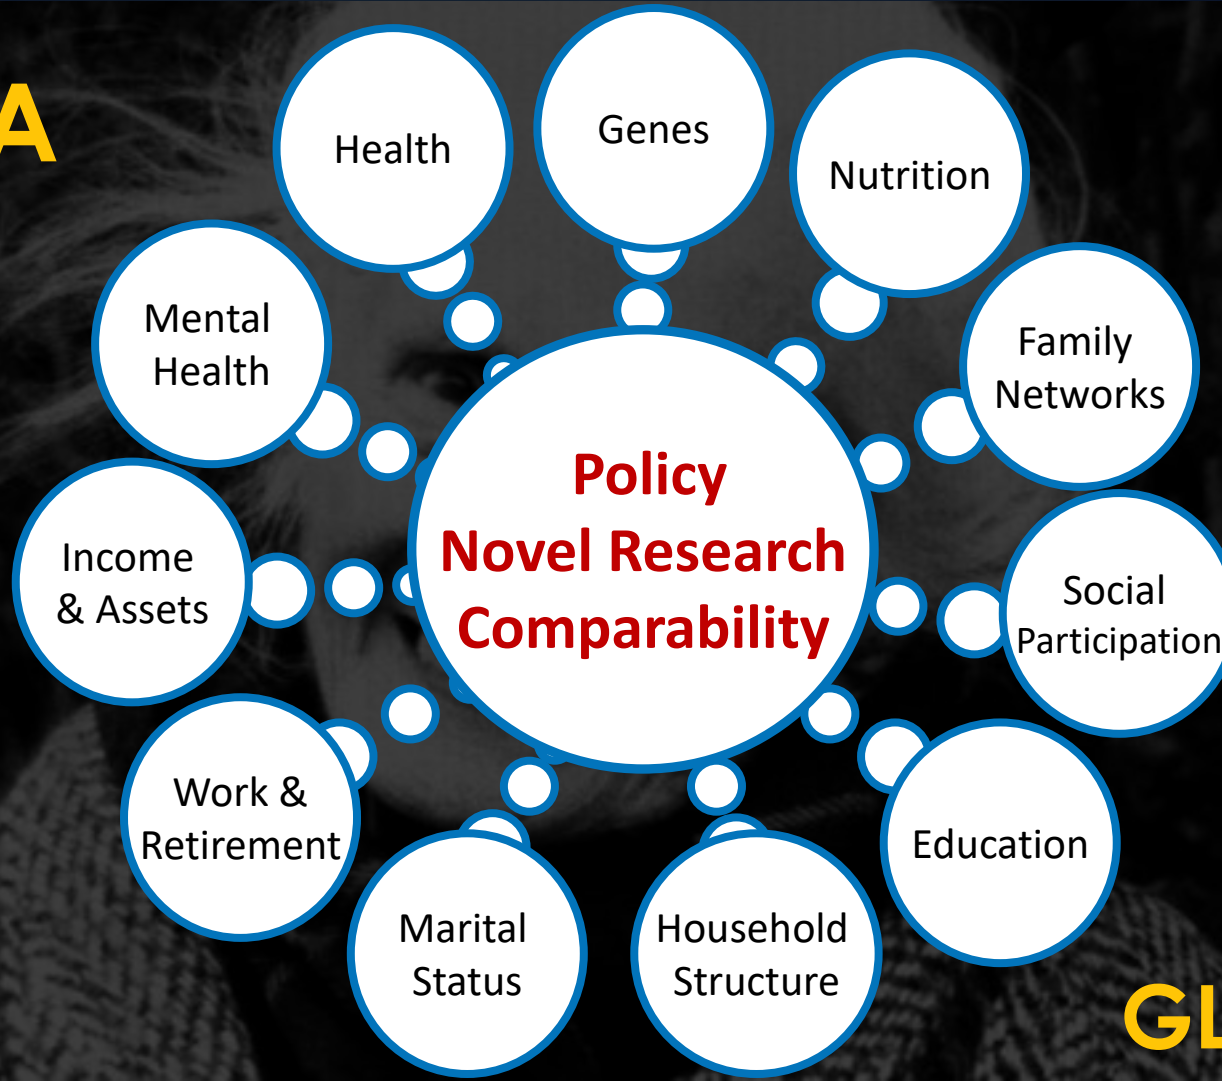 A
Health
Genes
Nutrition
Mental
Health
Family
Networks
Policy
Novel Research
Comparability
Income
& Assets
Social
Participation
Work &
Retirement
Education
Marital
Status
Household
Structure
GL